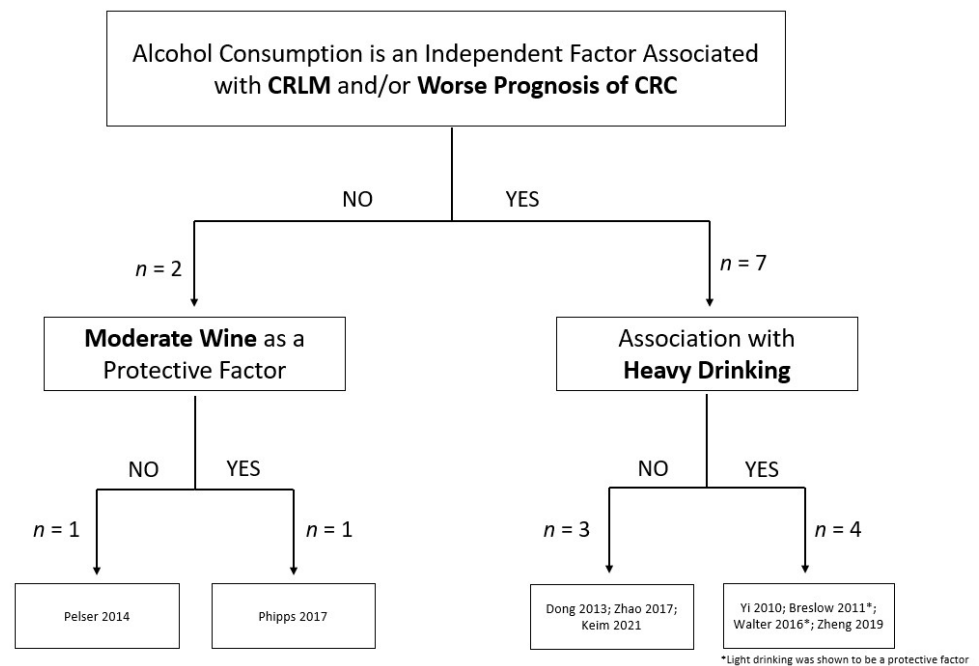 Alcohol Consumption is an Independent Factor Associated
with CRLM and/or Worse Prognosis of CRC
NO
YES
n = 2
n = 7
Moderate Wine as a
Protective Factor
Association with
Heavy Drinking
NO
YES
NO
YES
n = 1
n = 1
n = 3
n = 4
Pelser 2014
Phipps 2017
Dong 2013; Zhao 2017;
Keim 2021
Yi 2010; Breslow 2011*;
Walter 2016*; Zheng 2019
*Light drinking was shown to be a protective factor